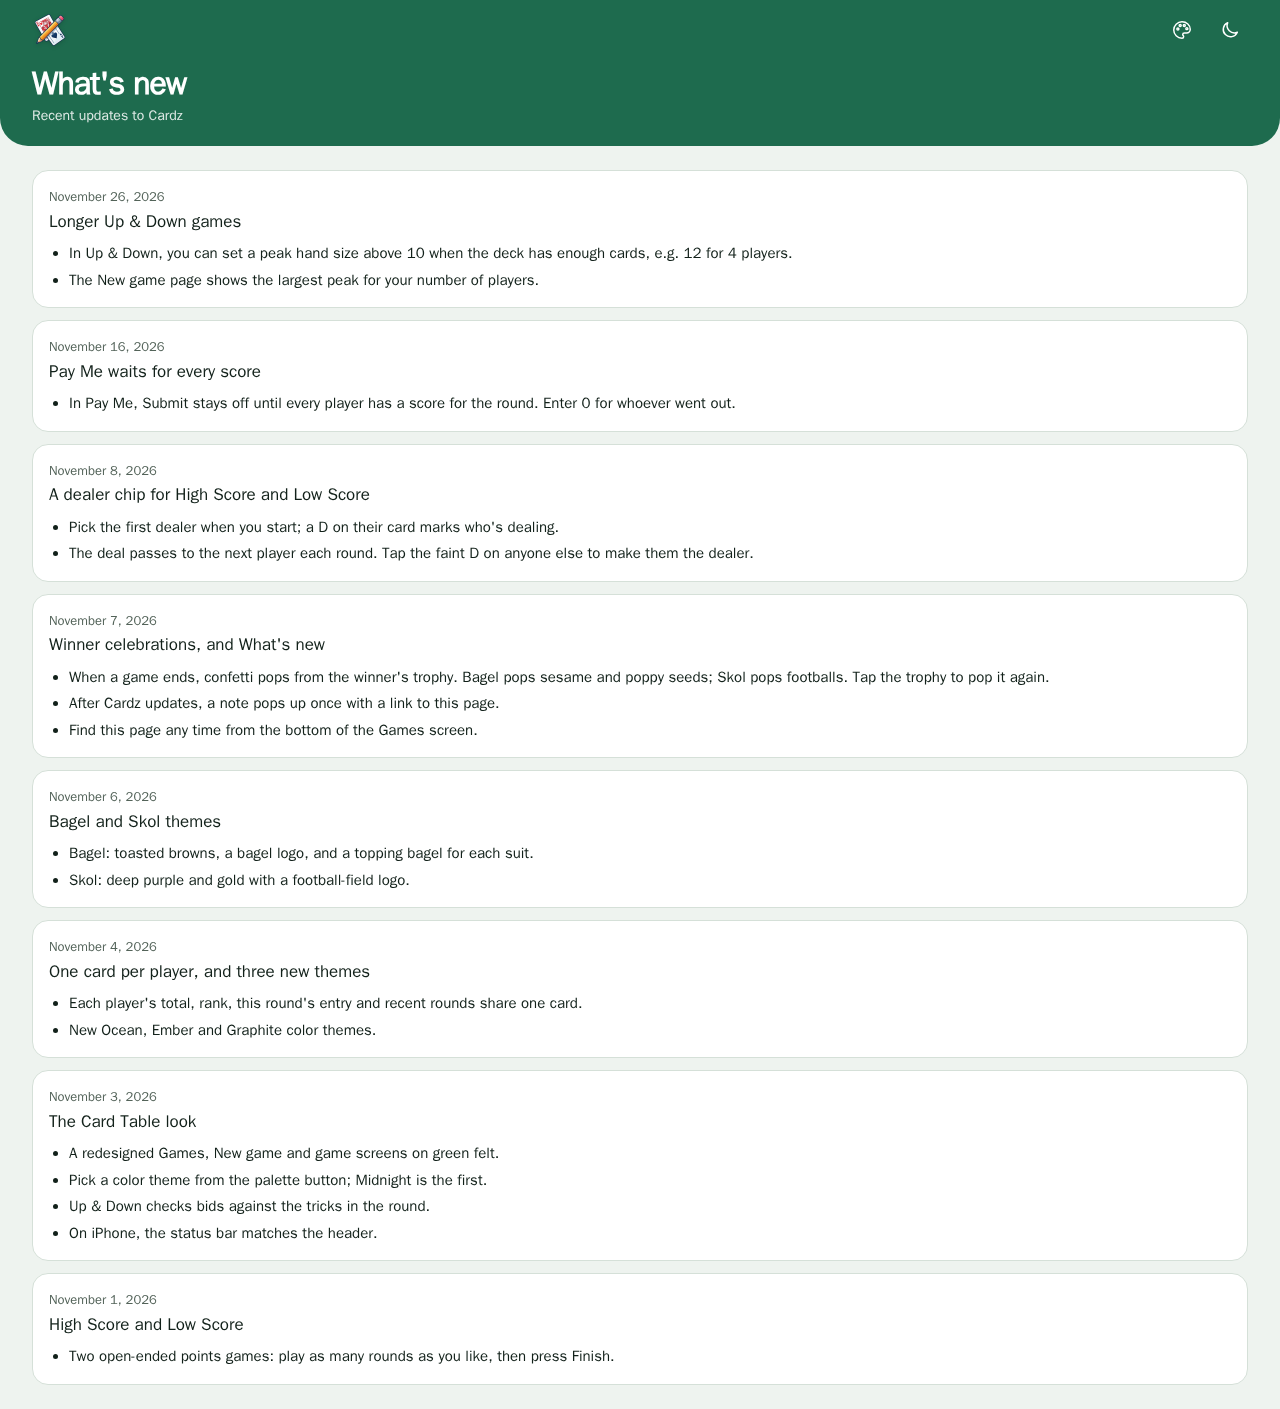 What's new
Recent updates to Cardz
November 26, 2026
Longer Up & Down games
• In Up & Down, you can set a peak hand size above 10 when the deck has enough cards, e.g. 12 for 4 players.
• The New game page shows the largest peak for your number of players.
November 16, 2026
Pay Me waits for every score
• In Pay Me, Submit stays off until every player has a score for the round. Enter 0 for whoever went out.
November 8, 2026
A dealer chip for High Score and Low Score
• Pick the first dealer when you start; a D on their card marks who's dealing.
• The deal passes to the next player each round. Tap the faint D on anyone else to make them the dealer.
November 7, 2026
Winner celebrations, and What's new
• When a game ends, confetti pops from the winner's trophy. Bagel pops sesame and poppy seeds; Skol pops footballs. Tap the trophy to pop it again.
• After Cardz updates, a note pops up once with a link to this page.
• Find this page any time from the bottom of the Games screen.
November 6, 2026
Bagel and Skol themes
• Bagel: toasted browns, a bagel logo, and a topping bagel for each suit.
• Skol: deep purple and gold with a football-field logo.
November 4, 2026
One card per player, and three new themes
• Each player's total, rank, this round's entry and recent rounds share one card.
• New Ocean, Ember and Graphite color themes.
November 3, 2026
The Card Table look
• A redesigned Games, New game and game screens on green felt.
• Pick a color theme from the palette button; Midnight is the first.
• Up & Down checks bids against the tricks in the round.
• On iPhone, the status bar matches the header.
November 1, 2026
High Score and Low Score
• Two open-ended points games: play as many rounds as you like, then press Finish.